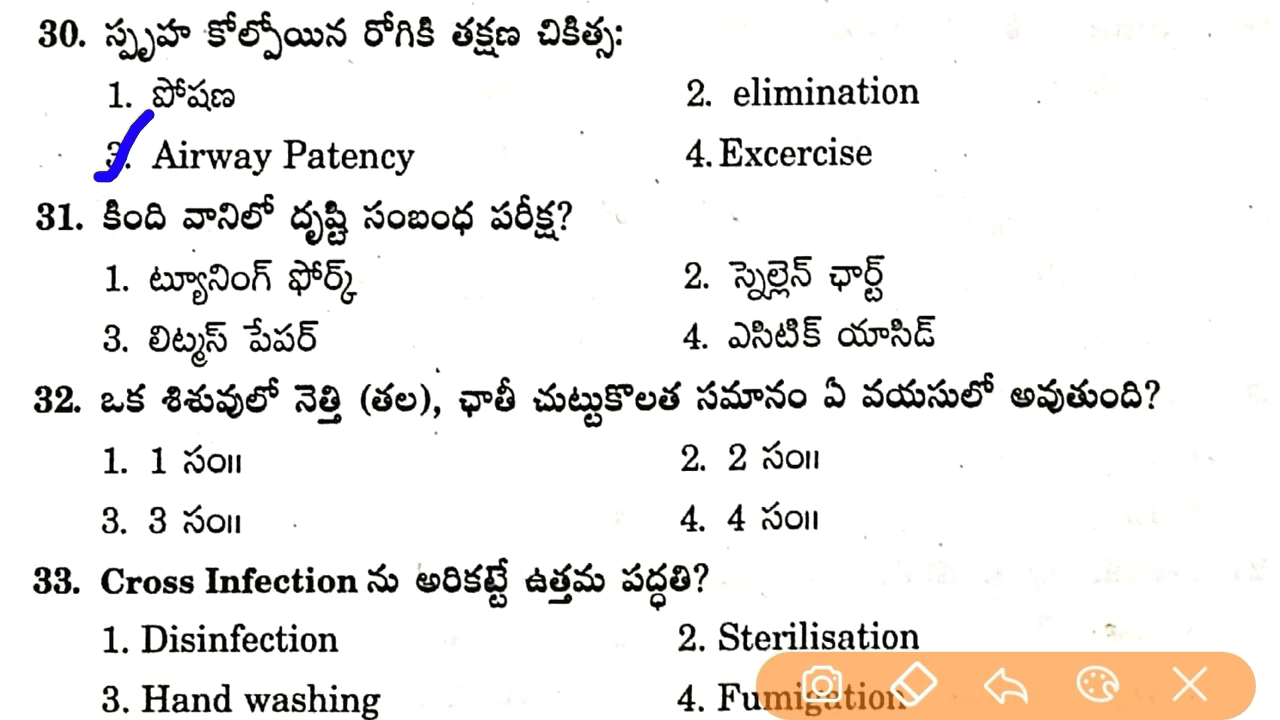 30. స్పృహ కోల్పోయిన రోగికి తక్షణ చికిత్స:
1. పోషణ 2. elimination
3. Airway Patency 4. Excercise
31. కింది వానిలో దృష్టి సంబంధ పరీక్ష?
1. ట్యూనింగ్ ఫోర్క్ 2. స్నెల్లెన్ ఛార్ట్
3. లిట్మస్ పేపర్ 4. ఎసిటిక్ యాసిడ్
32. ఒక శిశువులో నెత్తి (తల), ఛాతీ చుట్టుకొలత సమానం ఏ వయసులో అవుతుంది?
1. 1 సం॥ 2. 2 సం॥
3. 3 సం॥ 4. 4 సం॥
33. Cross Infection ను అరికట్టే ఉత్తమ పద్ధతి?
1. Disinfection 2. Sterilisation
3. Hand washing 4. Fumigation